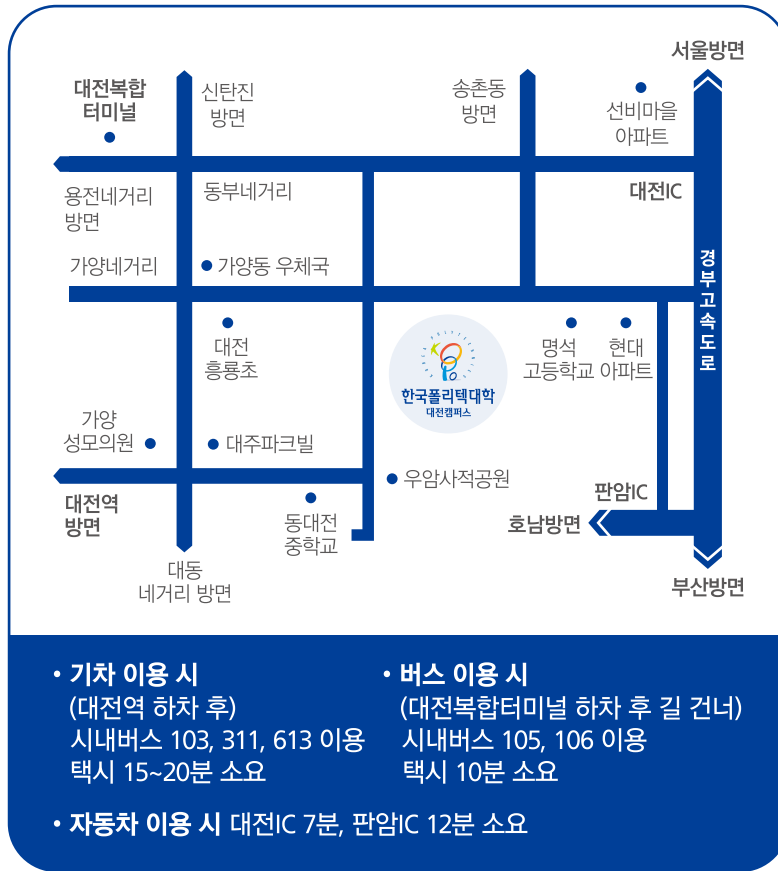 서울방면
대전복합
터미널
신탄진
방면
송촌동
방면
선비마을
아파트
용전네거리
방면
동부네거리
대전IC
가양네거리
가양동 우체국
경부고속도로
대전
흥룡초
한국폴리텍대학
대전캠퍼스
명석
고등학교
현대
아파트
가양
성모의원
대주파크빌
우암사적공원
대전역
방면
동대전
중학교
판암IC
호남방면
대동
네거리 방면
부산방면
• 기차 이용 시
(대전역 하차 후)
시내버스 103, 311, 613 이용
택시 15~20분 소요
• 버스 이용 시
(대전복합터미널 하차 후 길 건너)
시내버스 105, 106 이용
택시 10분 소요
• 자동차 이용 시 대전IC 7분, 판암IC 12분 소요